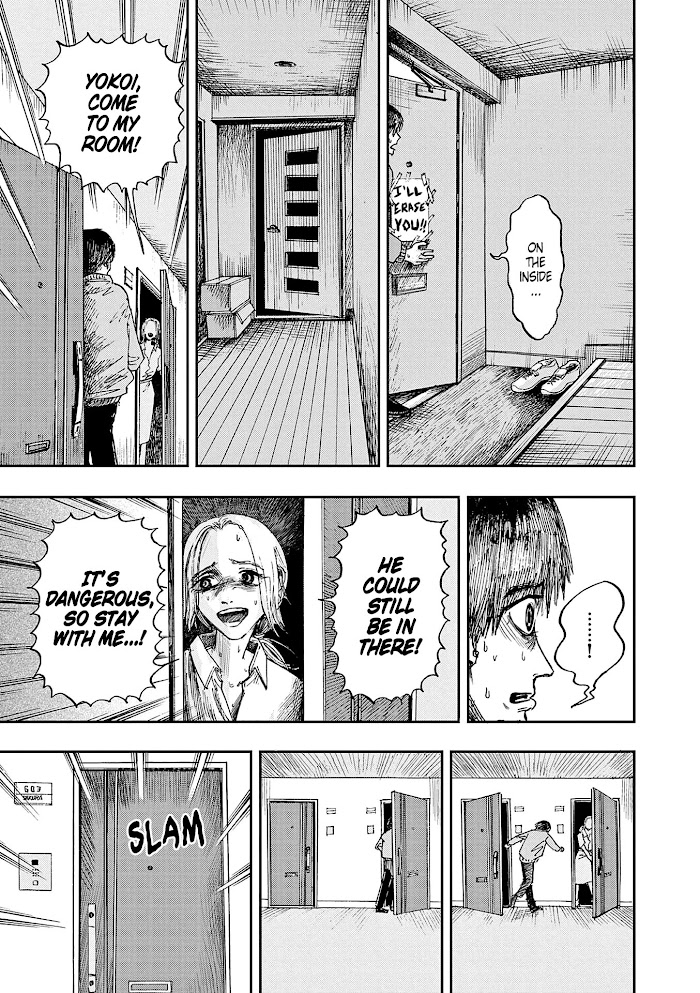 I'LL
ERASE
YOU!!
ON
THE
INSIDE
...
YOKOI,
COME
TO MY
ROOM!
........
HE
COULD
STILL
BE IN
THERE!
IT'S
DANGEROUS,
SO STAY
WITH ME...!
SLAM